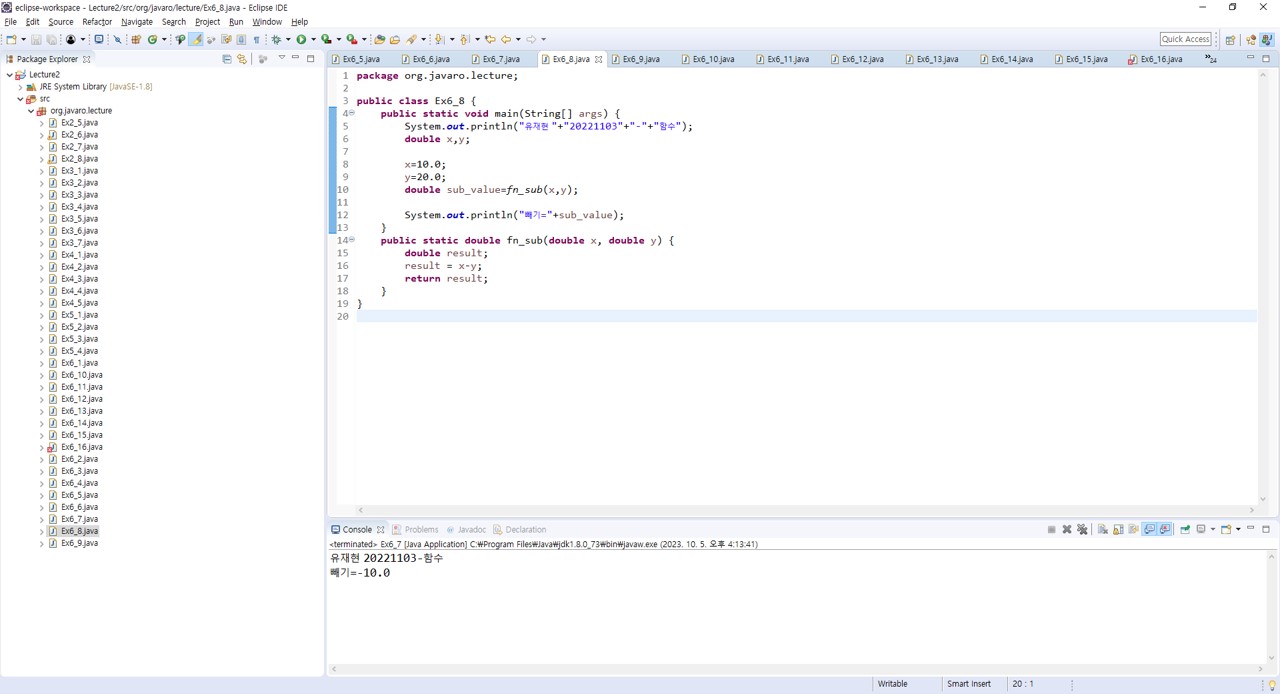 eclipse-workspace - Lecture2/src/org/javaro/lecture/Ex6_8.java - Eclipse IDE
File Edit Source Refactor Navigate Search Project Run Window Help
Quick Access
Package Explorer
Ex6_5.java Ex6_6.java Ex6_7.java Ex6_8.java Ex6_9.java Ex6_10.java Ex6_11.java Ex6_12.java Ex6_13.java Ex6_14.java Ex6_15.java Ex6_16.java »24
Lecture2
JRE System Library [JavaSE-1.8]
src
org.javaro.lecture
Ex2_5.java
Ex2_6.java
Ex2_7.java
Ex2_8.java
Ex3_1.java
Ex3_2.java
Ex3_3.java
Ex3_4.java
Ex3_5.java
Ex3_6.java
Ex3_7.java
Ex4_1.java
Ex4_2.java
Ex4_3.java
Ex4_4.java
Ex4_5.java
Ex5_1.java
Ex5_2.java
Ex5_3.java
Ex5_4.java
Ex6_1.java
Ex6_10.java
Ex6_11.java
Ex6_12.java
Ex6_13.java
Ex6_14.java
Ex6_15.java
Ex6_16.java
Ex6_2.java
Ex6_3.java
Ex6_4.java
Ex6_5.java
Ex6_6.java
Ex6_7.java
Ex6_8.java
Ex6_9.java
1 package org.javaro.lecture;
2
3 public class Ex6_8 {
4 public static void main(String[] args) {
5 System.out.println("유재현 "+"20221103"+"-"+"함수");
6 double x,y;
7
8 x=10.0;
9 y=20.0;
10 double sub_value=fn_sub(x,y);
11
12 System.out.println("빼기="+sub_value);
13 }
14 public static double fn_sub(double x, double y) {
15 double result;
16 result = x-y;
17 return result;
18 }
19 }
20
Console Problems @ Javadoc Declaration
<terminated> Ex6_7 [Java Application] C:₩Program Files₩Java₩jdk1.8.0_73₩bin₩javaw.exe (2023. 10. 5. 오후 4:13:41)
유재현 20221103-함수
빼기=-10.0
Writable Smart Insert 20 : 1